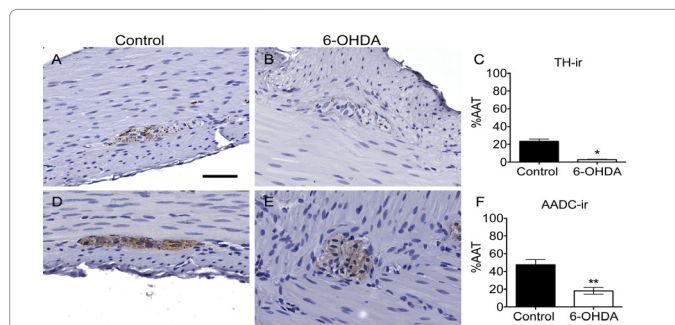 Control
6-OHDA
A
B
C
TH-ir
%AAT
100
80
60
40
20
0
*
Control
6-OHDA
D
E
F
AADC-ir
%AAT
100
80
60
40
20
0
**
Control
6-OHDA